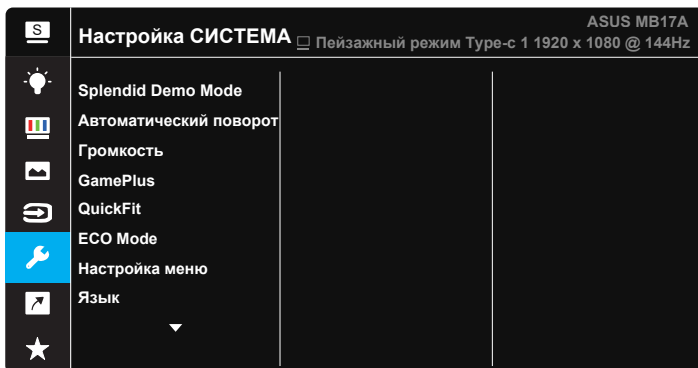 S
ASUS MB17A
Настройка СИСТЕМА
Пейзажный режим Type-c 1 1920 x 1080 @ 144Hz
Splendid Demo Mode
Автоматический поворот
Громкость
GamePlus
QuickFit
ECO Mode
Настройка меню
Язык